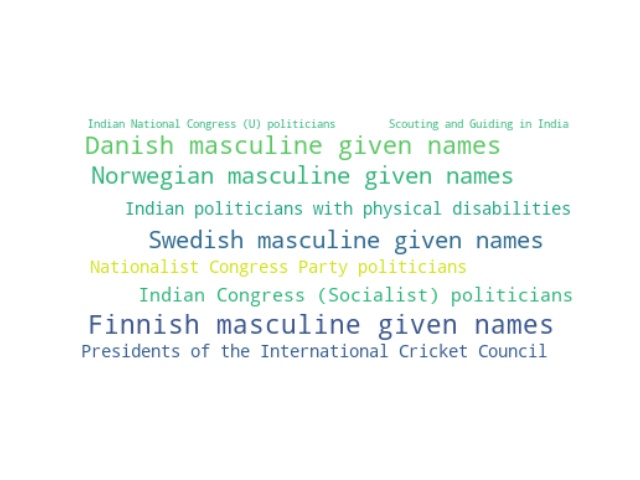 Indian National Congress (U) politicians Scouting and Guiding in India
Danish masculine given names
Norwegian masculine given names
Indian politicians with physical disabilities
Swedish masculine given names
Nationalist Congress Party politicians
Indian Congress (Socialist) politicians
Finnish masculine given names
Presidents of the International Cricket Council